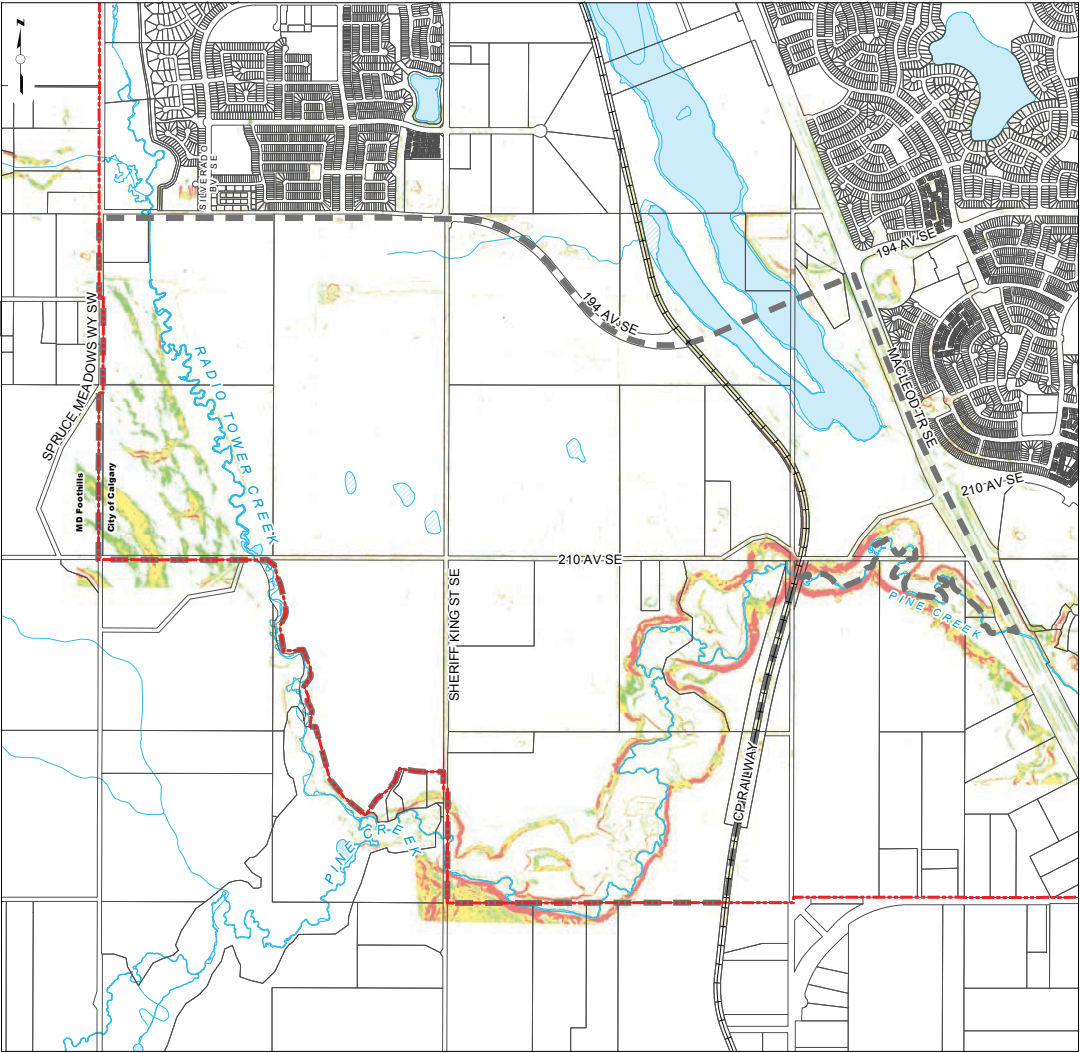 N
SILVERADO
BV SE
194 AV SE
194 AV SE
SPRUCE MEADOWS WY SW
RADIO TOWER CREEK
MACLEOD TR SE
MD Foothills
City of Calgary
210 AV SE
210 AV SE
SHERIFF KING ST SE
PINE CREEK
CP RAILWAY
PINE CREEK